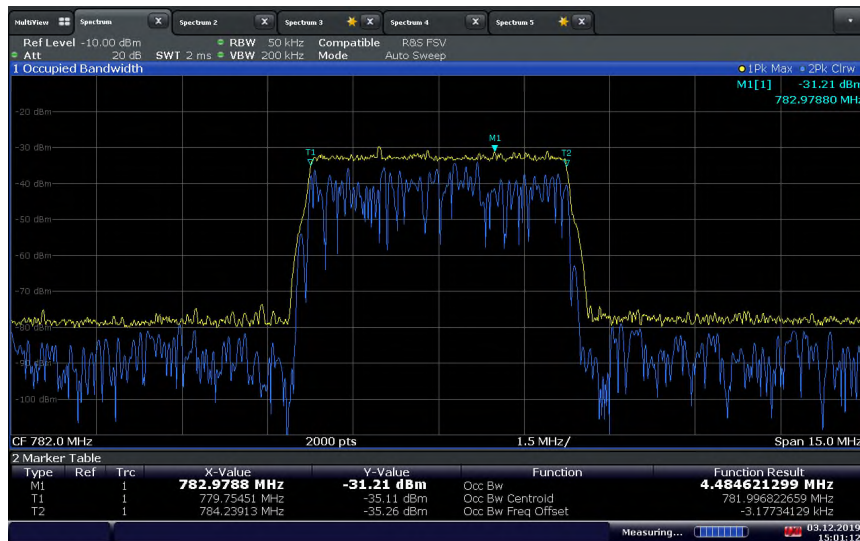 MultiView Spectrum X Spectrum 2 X Spectrum 3 X Spectrum 4 X Spectrum 5 X
Ref Level -10.00 dBm RBW 50 kHz Compatible R&S FSV
Att 20 dB SWT 2 ms VBW 200 kHz Mode Auto Sweep
1 Occupied Bandwidth 1Pk Max 2Pk Clrw
M1[1] -31.21 dBm
782.97880 MHz
-20 dBm
-30 dBm
M1
T1 T2
-40 dBm
-50 dBm
-60 dBm
-70 dBm
-80 dBm
-90 dBm
-100 dBm
CF 782.0 MHz 2000 pts 1.5 MHz/ Span 15.0 MHz
2 Marker Table
Type Ref Trc X-Value Y-Value Function Function Result
M1 1 782.9788 MHz -31.21 dBm Occ Bw 4.484621299 MHz
T1 1 779.75451 MHz -35.11 dBm Occ Bw Centroid 781.996822659 MHz
T2 1 784.23913 MHz -35.26 dBm Occ Bw Freq Offset -3.17734129 kHz
Measuring... 03.12.2019
15:01:12